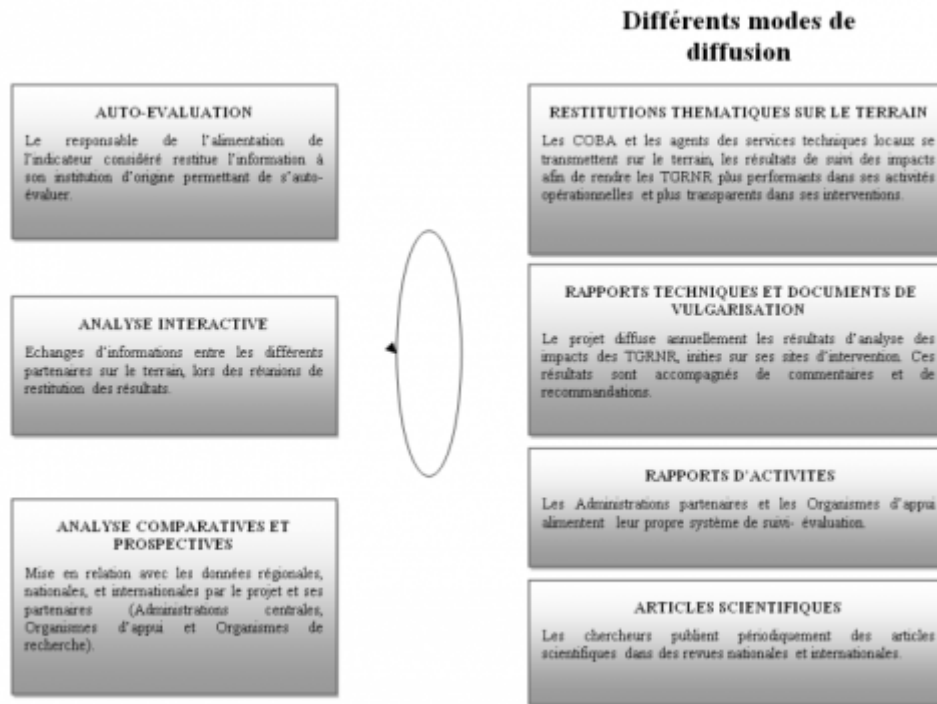 Différents modes de
diffusion
AUTO-EVALUATION
Le responsable de l'alimentation de
l'indicateur considéré restitue l'information à
son institution d'origine permettant de s'auto-
évaluer.
ANALYSE INTERACTIVE
Echanges d'informations entre les différents
partenaires sur le terrain, lors des réunions de
restitution des résultats.
ANALYSE COMPARATIVES ET
PROSPECTIVES
Mise en relation avec les données régionales,
nationales, et internationales par le projet et ses
partenaires (Administrations centrales,
Organismes d'appui et Organismes de
recherche).
RESTITUTIONS THEMATIQUES SUR LE TERRAIN
Les COBA et les agents des services techniques locaux se
transmettent sur le terrain, les résultats de suivi des impacts
afin de rendre les TGRNR plus performants dans ses activités
opérationnelles et plus transparents dans ses interventions.
RAPPORTS TECHNIQUES ET DOCUMENTS DE
VULGARISATION
Le projet diffuse annuellement les résultats d'analyse des
impacts des TGRNR, inities sur ses sites d'intervention. Ces
résultats sont accompagnés de commentaires et de
recommandations.
RAPPORTS D'ACTIVITES
Les Administrations partenaires et les Organismes d'appui
alimentent leur propre système de suivi- évaluation.
ARTICLES SCIENTIFIQUES
Les chercheurs publient périodiquement des articles
scientifiques dans des revues nationales et internationales.